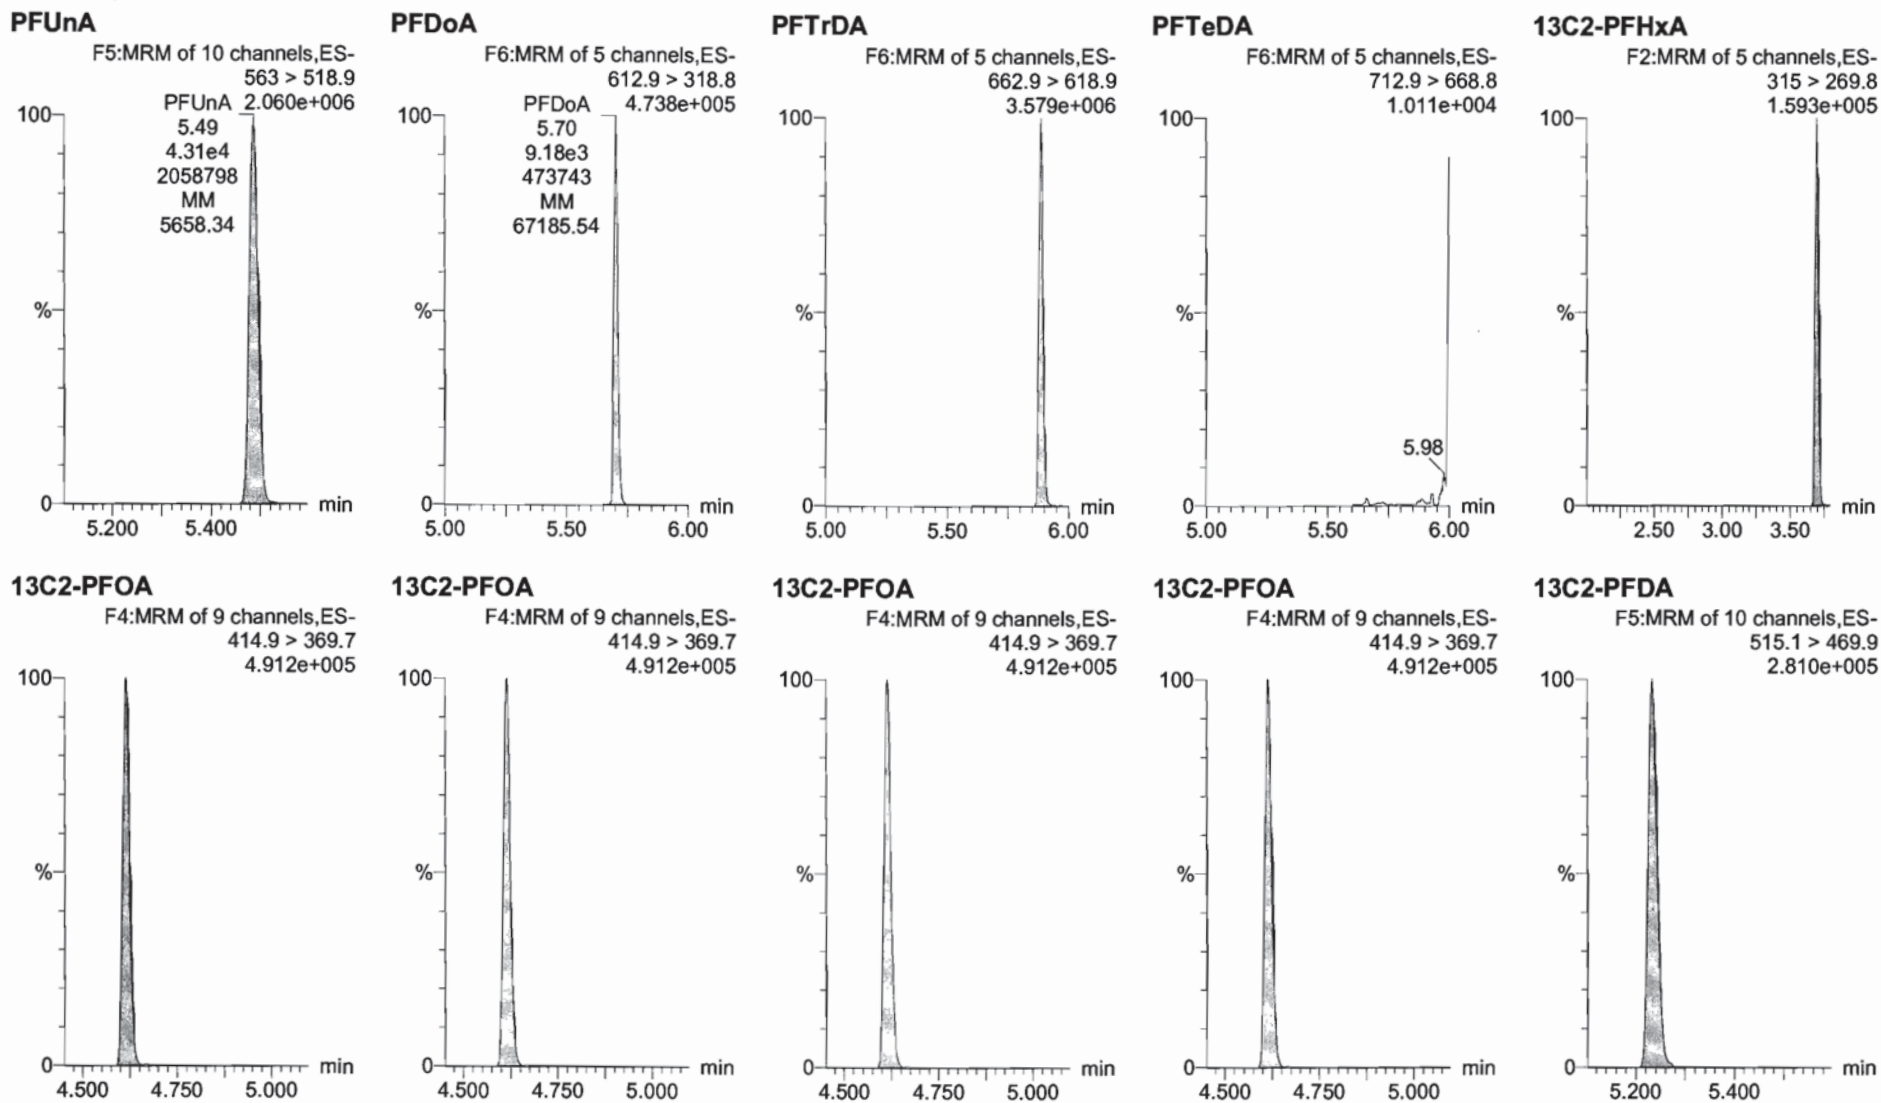 PFUnA
F5:MRM of 10 channels,ES-
563 > 518.9
PFUnA 2.060e+006
100
5.49
4.31e4
2058798
MM
5658.34
%
0
min
5.200 5.400
PFDoA
F6:MRM of 5 channels,ES-
612.9 > 318.8
PFDoA 4.738e+005
100
5.70
9.18e3
473743
MM
67185.54
%
0
min
5.00 5.50 6.00
PFTrDA
F6:MRM of 5 channels,ES-
662.9 > 618.9
3.579e+006
100
%
0
min
5.00 5.50 6.00
PFTeDA
F6:MRM of 5 channels,ES-
712.9 > 668.8
1.011e+004
100
%
5.98
0
min
5.00 5.50 6.00
13C2-PFHxA
F2:MRM of 5 channels,ES-
315 > 269.8
1.593e+005
100
%
0
min
2.50 3.00 3.50
13C2-PFOA
F4:MRM of 9 channels,ES-
414.9 > 369.7
4.912e+005
100
%
0
min
4.500 4.750 5.000
13C2-PFOA
F4:MRM of 9 channels,ES-
414.9 > 369.7
4.912e+005
100
%
0
min
4.500 4.750 5.000
13C2-PFOA
F4:MRM of 9 channels,ES-
414.9 > 369.7
4.912e+005
100
%
0
min
4.500 4.750 5.000
13C2-PFOA
F4:MRM of 9 channels,ES-
414.9 > 369.7
4.912e+005
100
%
0
min
4.500 4.750 5.000
13C2-PFDA
F5:MRM of 10 channels,ES-
515.1 > 469.9
2.810e+005
100
%
0
min
5.200 5.400